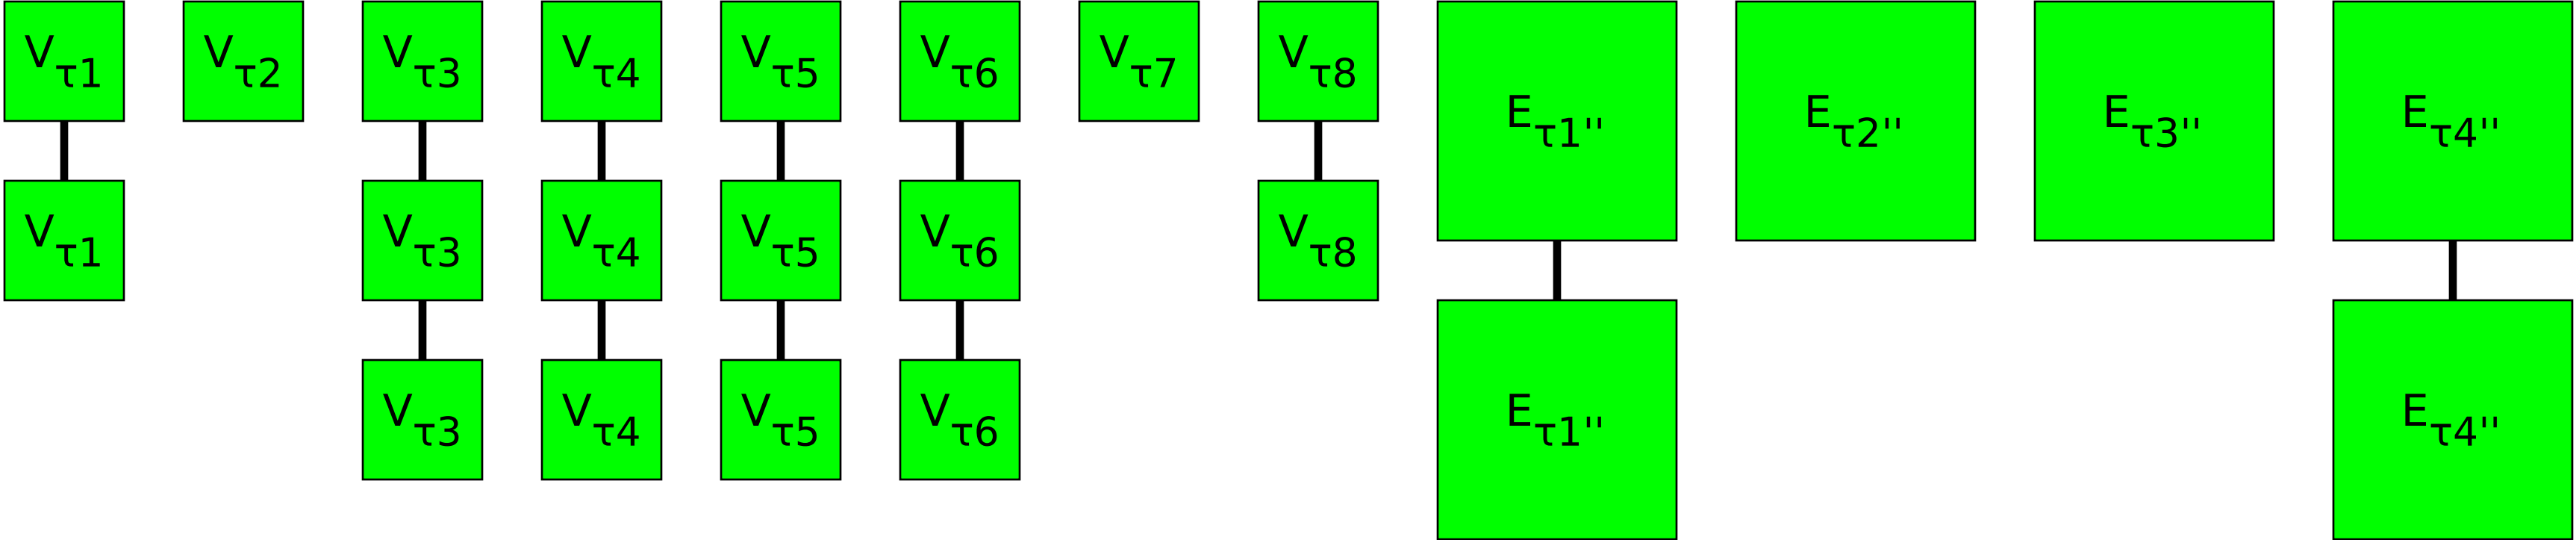 Vτ1 Vτ2 Vτ3 Vτ4 Vτ5 Vτ6 Vτ7 Vτ8
Eτ1'' Eτ2'' Eτ3'' Eτ4''
Vτ1 Vτ3 Vτ4 Vτ5 Vτ6 Vτ8
Vτ3 Vτ4 Vτ5 Vτ6
Eτ1'' Eτ4''